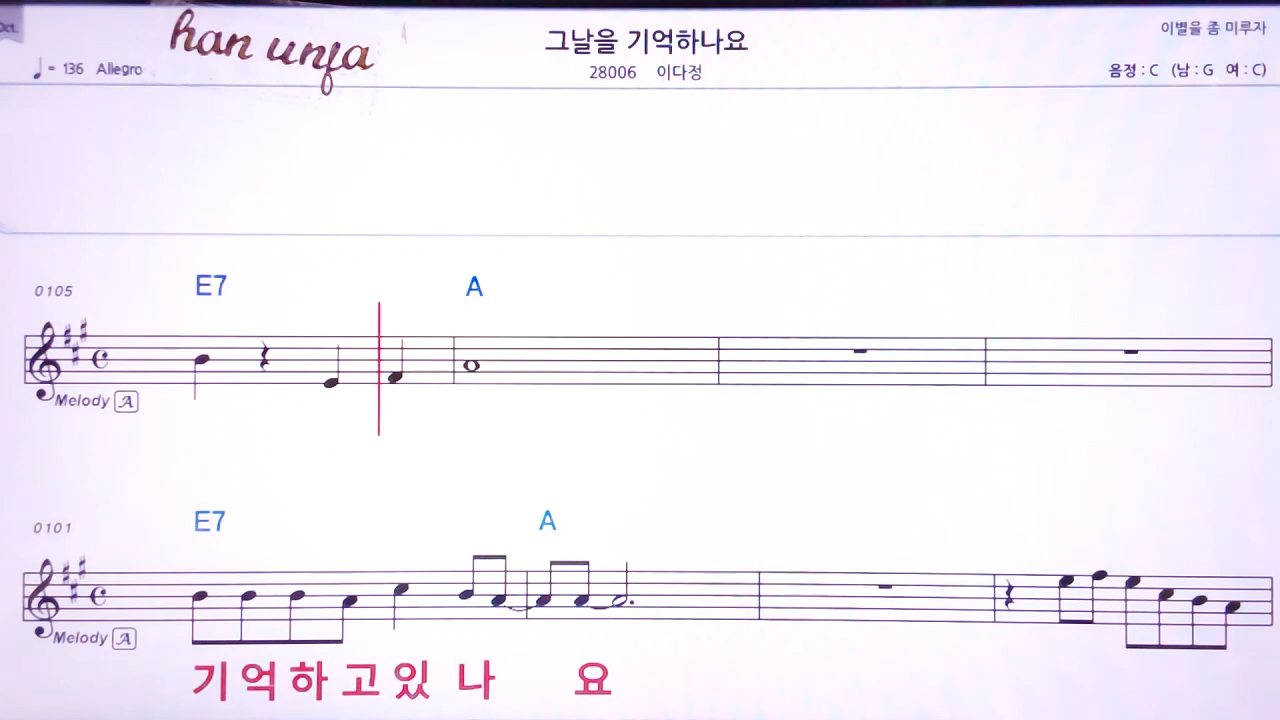 Oct.
han unja
그날을 기억하나요
이별을 좀 미루자
♩= 136 Allegro
28006 이다정
음정 : C (남 : G 여 : C)
E7 A
0105
Melody A
E7 A
0101
Melody A
기억하고있 나 요